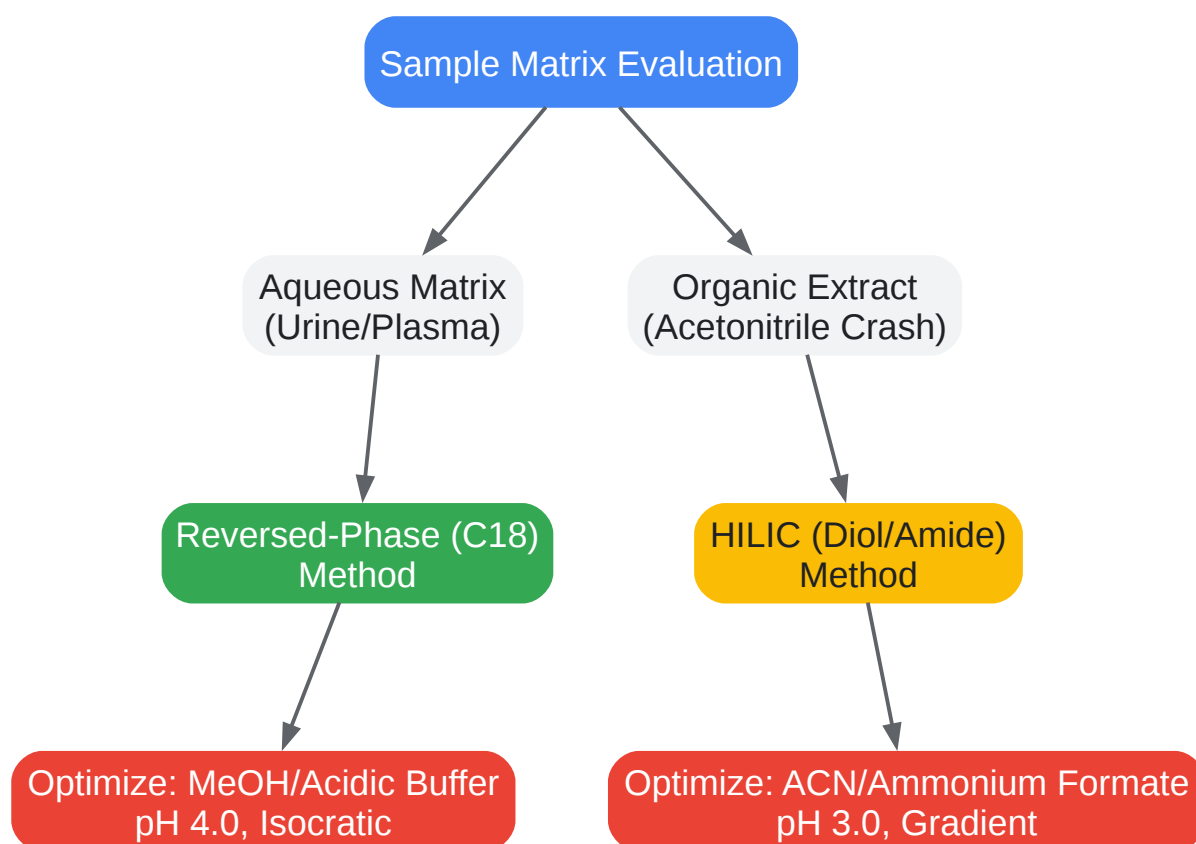 Sample Matrix Evaluation
Aqueous Matrix
(Urine/Plasma)
Organic Extract
(Acetonitrile Crash)
Reversed-Phase (C18)
Method
HILIC (Diol/Amide)
Method
Optimize: MeOH/Acidic Buffer
pH 4.0, Isocratic
Optimize: ACN/Ammonium Formate
pH 3.0, Gradient